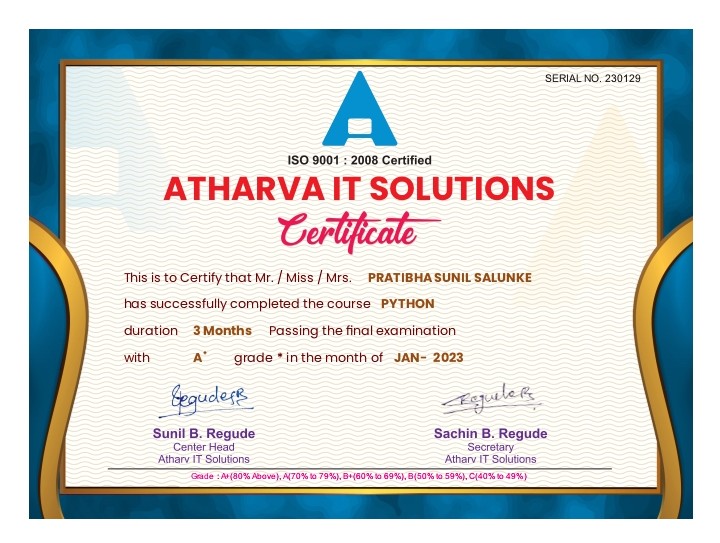 SERIAL NO. 230129
A
ISO 9001 : 2008 Certified
ATHARVA IT SOLUTIONS
Certificate
This is to Certify that Mr. / Miss / Mrs. PRATIBHA SUNIL SALUNKE
has successfully completed the course PYTHON
duration 3 Months Passing the final examination
with A+ grade * in the month of JAN- 2023
Sunil B. Regude Sachin B. Regude
Center Head Secretary
Atharv IT Solutions Atharv IT Solutions
Grade : A+(80% Above), A(70% to 79%), B+(60% to 69%), B(50% to 59%), C(40% to 49%)